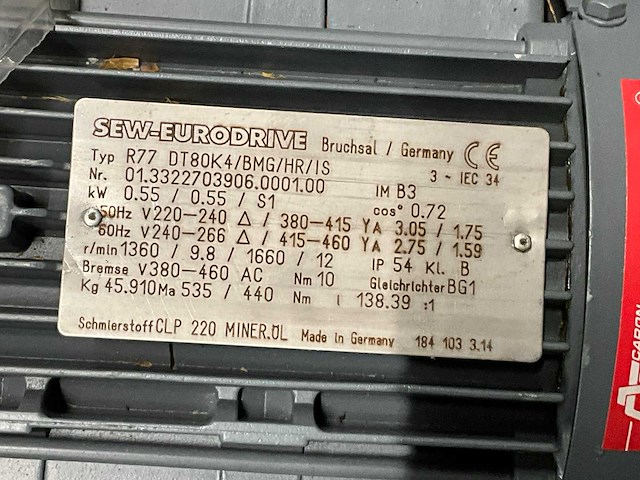 SEW-EURODRIVE Bruchsal / Germany CE
Typ R77 DT80K4/BMG/HR/IS 3 ~ IEC 34
Nr. 01.3322703906.0001.00 IM B3
kW 0.55 / 0.55 / S1 cosº 0.72
50Hz V220-240 Δ / 380-415 Y A 3.05 / 1.75
60Hz V240-266 Δ / 415-460 Y A 2.75 / 1.59
r/min 1360 / 9.8 / 1660 / 12 IP 54 Kl. B
Bremse V380-460 AC Nm 10 Gleichrichter BG1
Kg 45.910 Ma 535 / 440 Nm i 138.39 :1
Schmierstoff CLP 220 MINER.ÖL Made in Germany 184 103 3.14
CARON